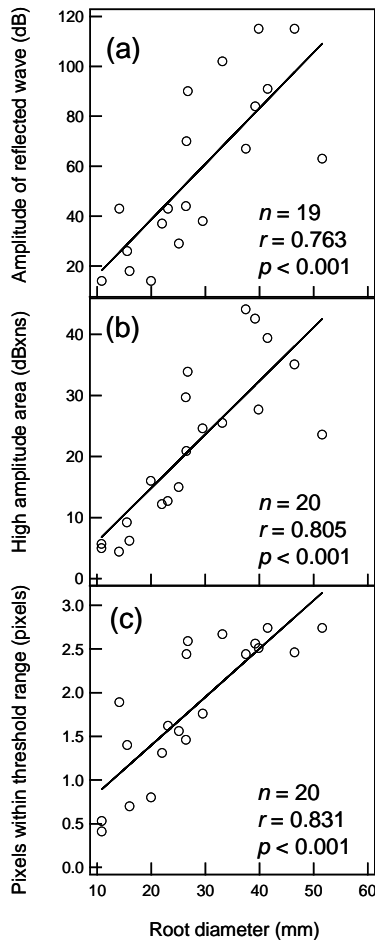 Amplitude of reflected wave (dB)
120
100
80
60
40
20
(a)
n = 19
r = 0.763
p < 0.001
High amplitude area (dBxns)
40
30
20
10
0
(b)
n = 20
r = 0.805
p < 0.001
Pixels within threshold range (pixels)
3.0
2.5
2.0
1.5
1.0
0.5
0.0
(c)
n = 20
r = 0.831
p < 0.001
10 20 30 40 50 60
Root diameter (mm)